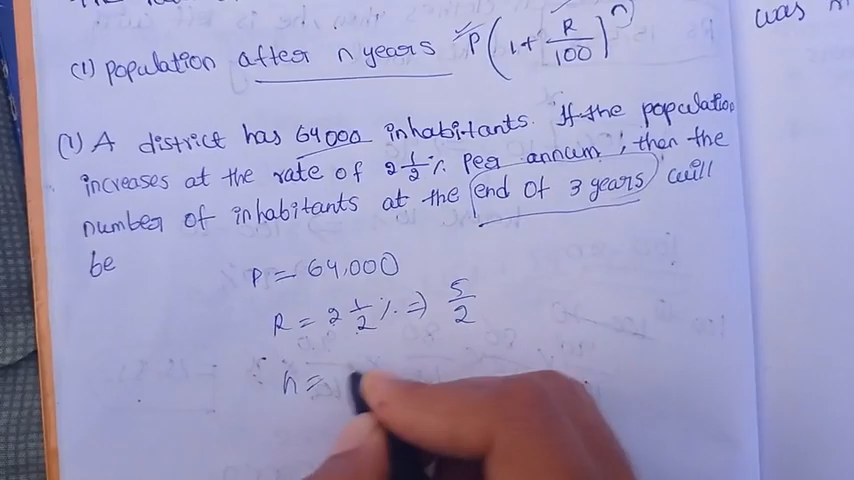 (1) population after n years P(1+R/100)^n
was
(1) A district has 64000 inhabitants. If the population
increases at the rate of 2 1/2 % per annum, then the
number of inhabitants at the end of 3 years will
be
P = 64,000
R = 2 1/2 % ⇒ 5/2
n =